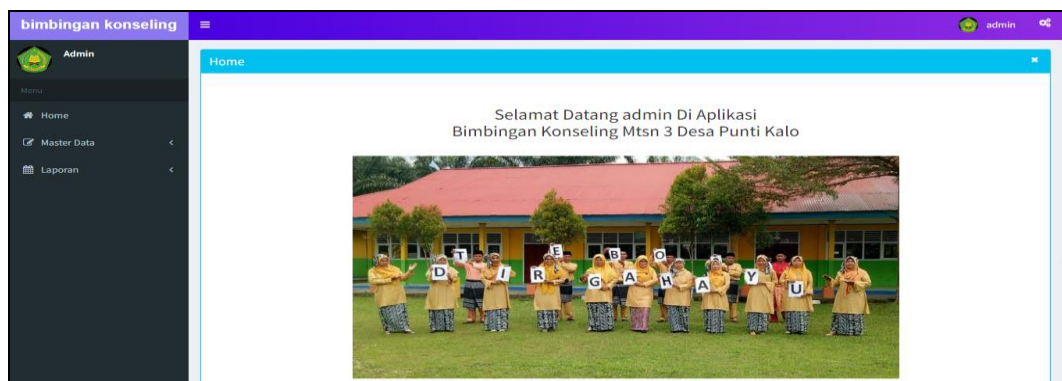 bimbingan konseling
admin
Admin
Menu
Home
Master Data
Laporan
Home
Selamat Datang admin Di Aplikasi
Bimbingan Konseling Mtsn 3 Desa Punti Kalo
T E B O
D I R G A H A Y U